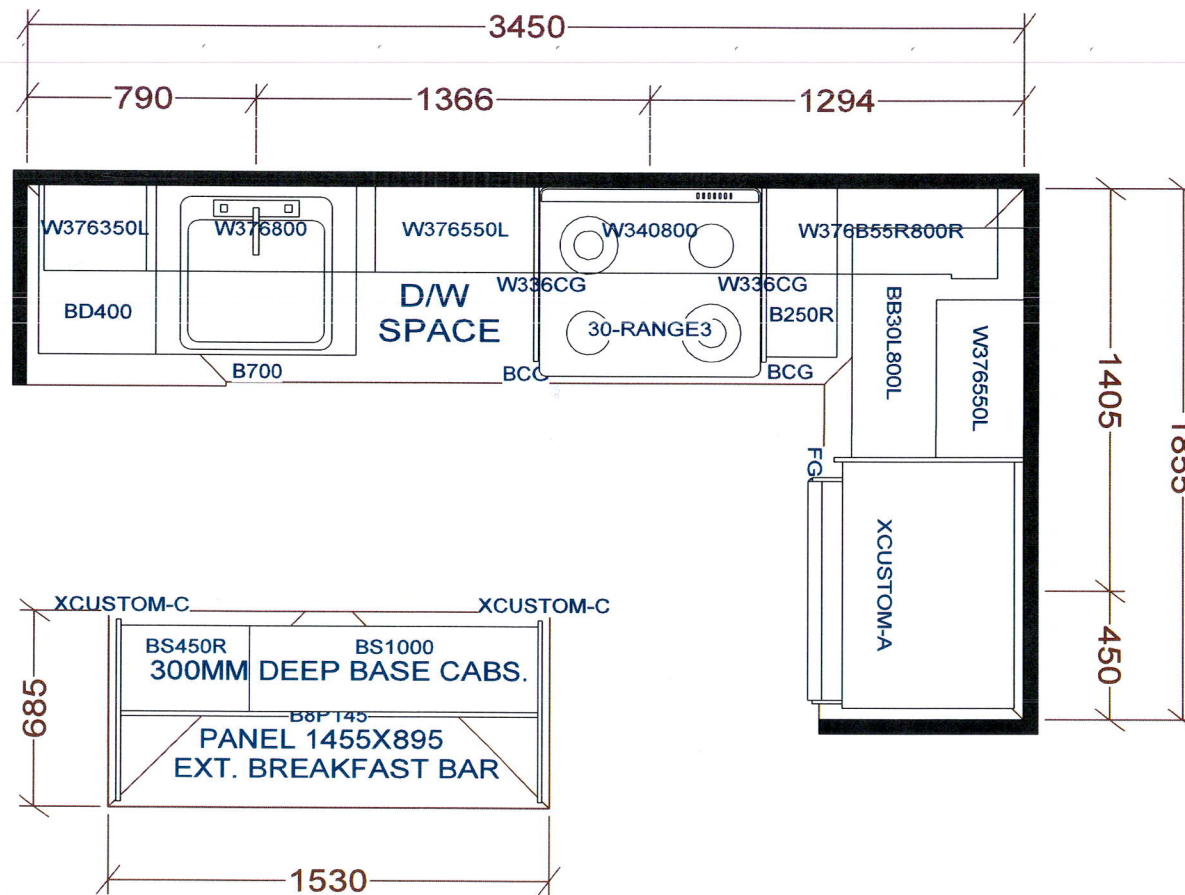 3450
790
1366
1294
W376350L
W376800
W376550L
W340800
W376B55R800R
W336CG
W336CG
BD400
D/W
SPACE
30-RANGE3
B250R
BB30L800L
W376550L
B700
BCG
BCG
1405
1855
FG
XCUSTOM-A
450
XCUSTOM-C
XCUSTOM-C
BS450R
BS1000
300MM DEEP BASE CABS.
685
B8P145
PANEL 1455X895
EXT. BREAKFAST BAR
1530